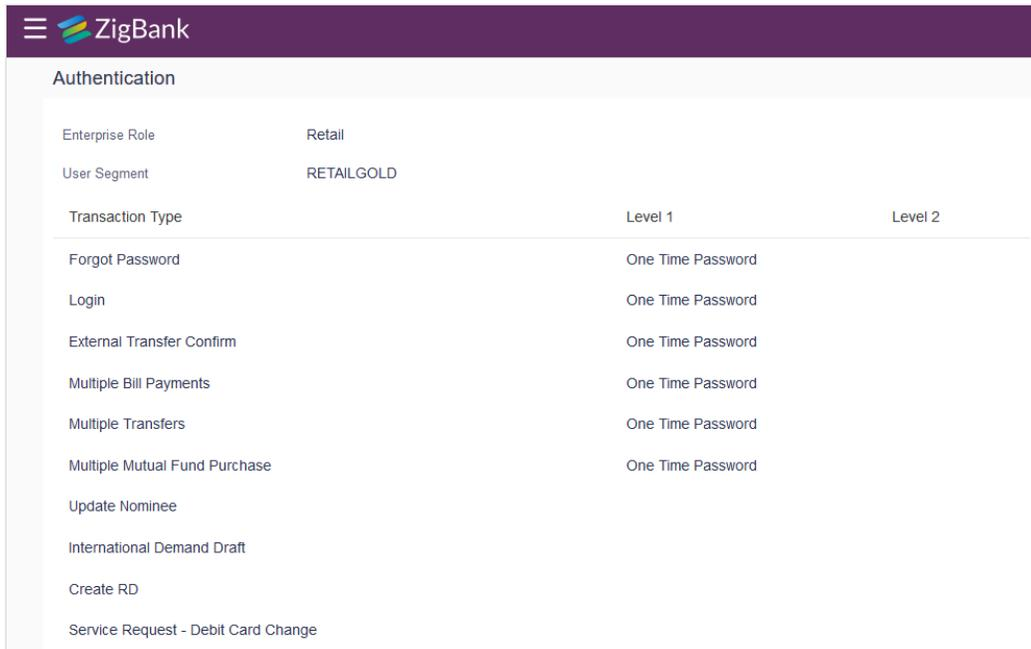 ZigBank
Authentication
Enterprise Role Retail
User Segment RETAILGOLD
Transaction Type Level 1 Level 2
Forgot Password One Time Password
Login One Time Password
External Transfer Confirm One Time Password
Multiple Bill Payments One Time Password
Multiple Transfers One Time Password
Multiple Mutual Fund Purchase One Time Password
Update Nominee
International Demand Draft
Create RD
Service Request - Debit Card Change